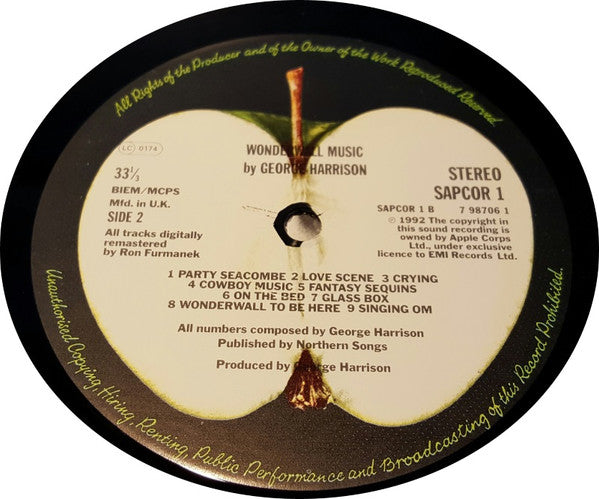 All Rights of the Producer and of the Owner of the Work Reproduced Reserved.
LC 0174
WONDERWALL MUSIC
by GEORGE HARRISON
33⅓
BIEM/MCPS
Mfd. in U.K.
SIDE 2
All tracks digitally
remastered
by Ron Furmanek
STEREO
SAPCOR 1
SAPCOR 1 B 7 98706 1
℗ 1992 The copyright in
this sound recording is
owned by Apple Corps
Ltd., under exclusive
licence to EMI Records Ltd.
1 PARTY SEACOMBE 2 LOVE SCENE 3 CRYING
4 COWBOY MUSIC 5 FANTASY SEQUINS
6 ON THE BED 7 GLASS BOX
8 WONDERWALL TO BE HERE 9 SINGING OM
All numbers composed by George Harrison
Published by Northern Songs
Produced by George Harrison
Unauthorised Copying, Hiring, Renting, Public Performance and Broadcasting of this Record Prohibited.